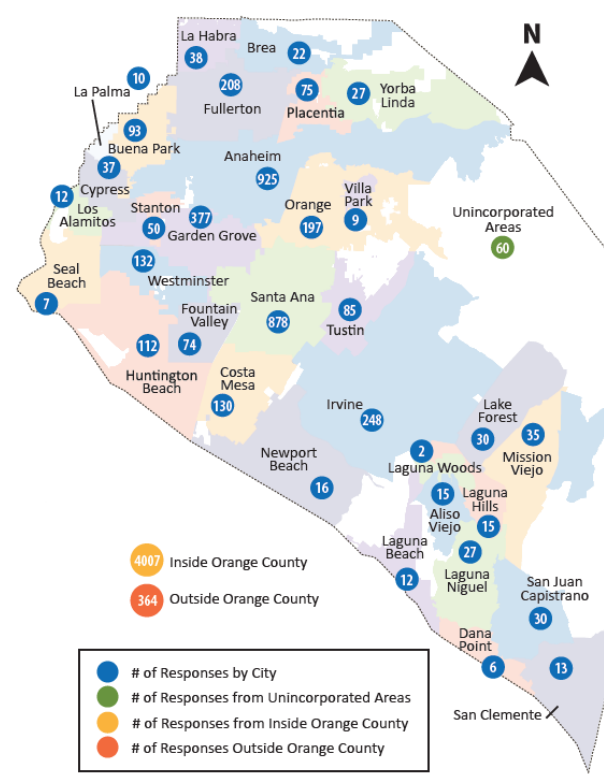 N
La Habra
38
Brea
22
10
La Palma
208
Fullerton
75
Placentia
27
Yorba
Linda
93
Buena Park
37
Cypress
Anaheim
925
12
Los
Alamitos
Stanton
50
377
Garden Grove
Orange
197
Villa
Park
9
Unincorporated
Areas
60
132
Westminster
Seal
Beach
7
Fountain
Valley
74
Santa Ana
878
85
Tustin
112
Huntington
Beach
Costa
Mesa
130
Irvine
248
Lake
Forest
30
35
Mission
Viejo
Newport
Beach
16
2
Laguna Woods
15
Aliso
Viejo
Laguna
Hills
15
Laguna
Beach
12
27
Laguna
Niguel
San Juan
Capistrano
30
Dana
Point
6
13
San Clemente
4007 Inside Orange County
364 Outside Orange County
# of Responses by City
# of Responses from Unincorporated Areas
# of Responses from Inside Orange County
# of Responses Outside Orange County